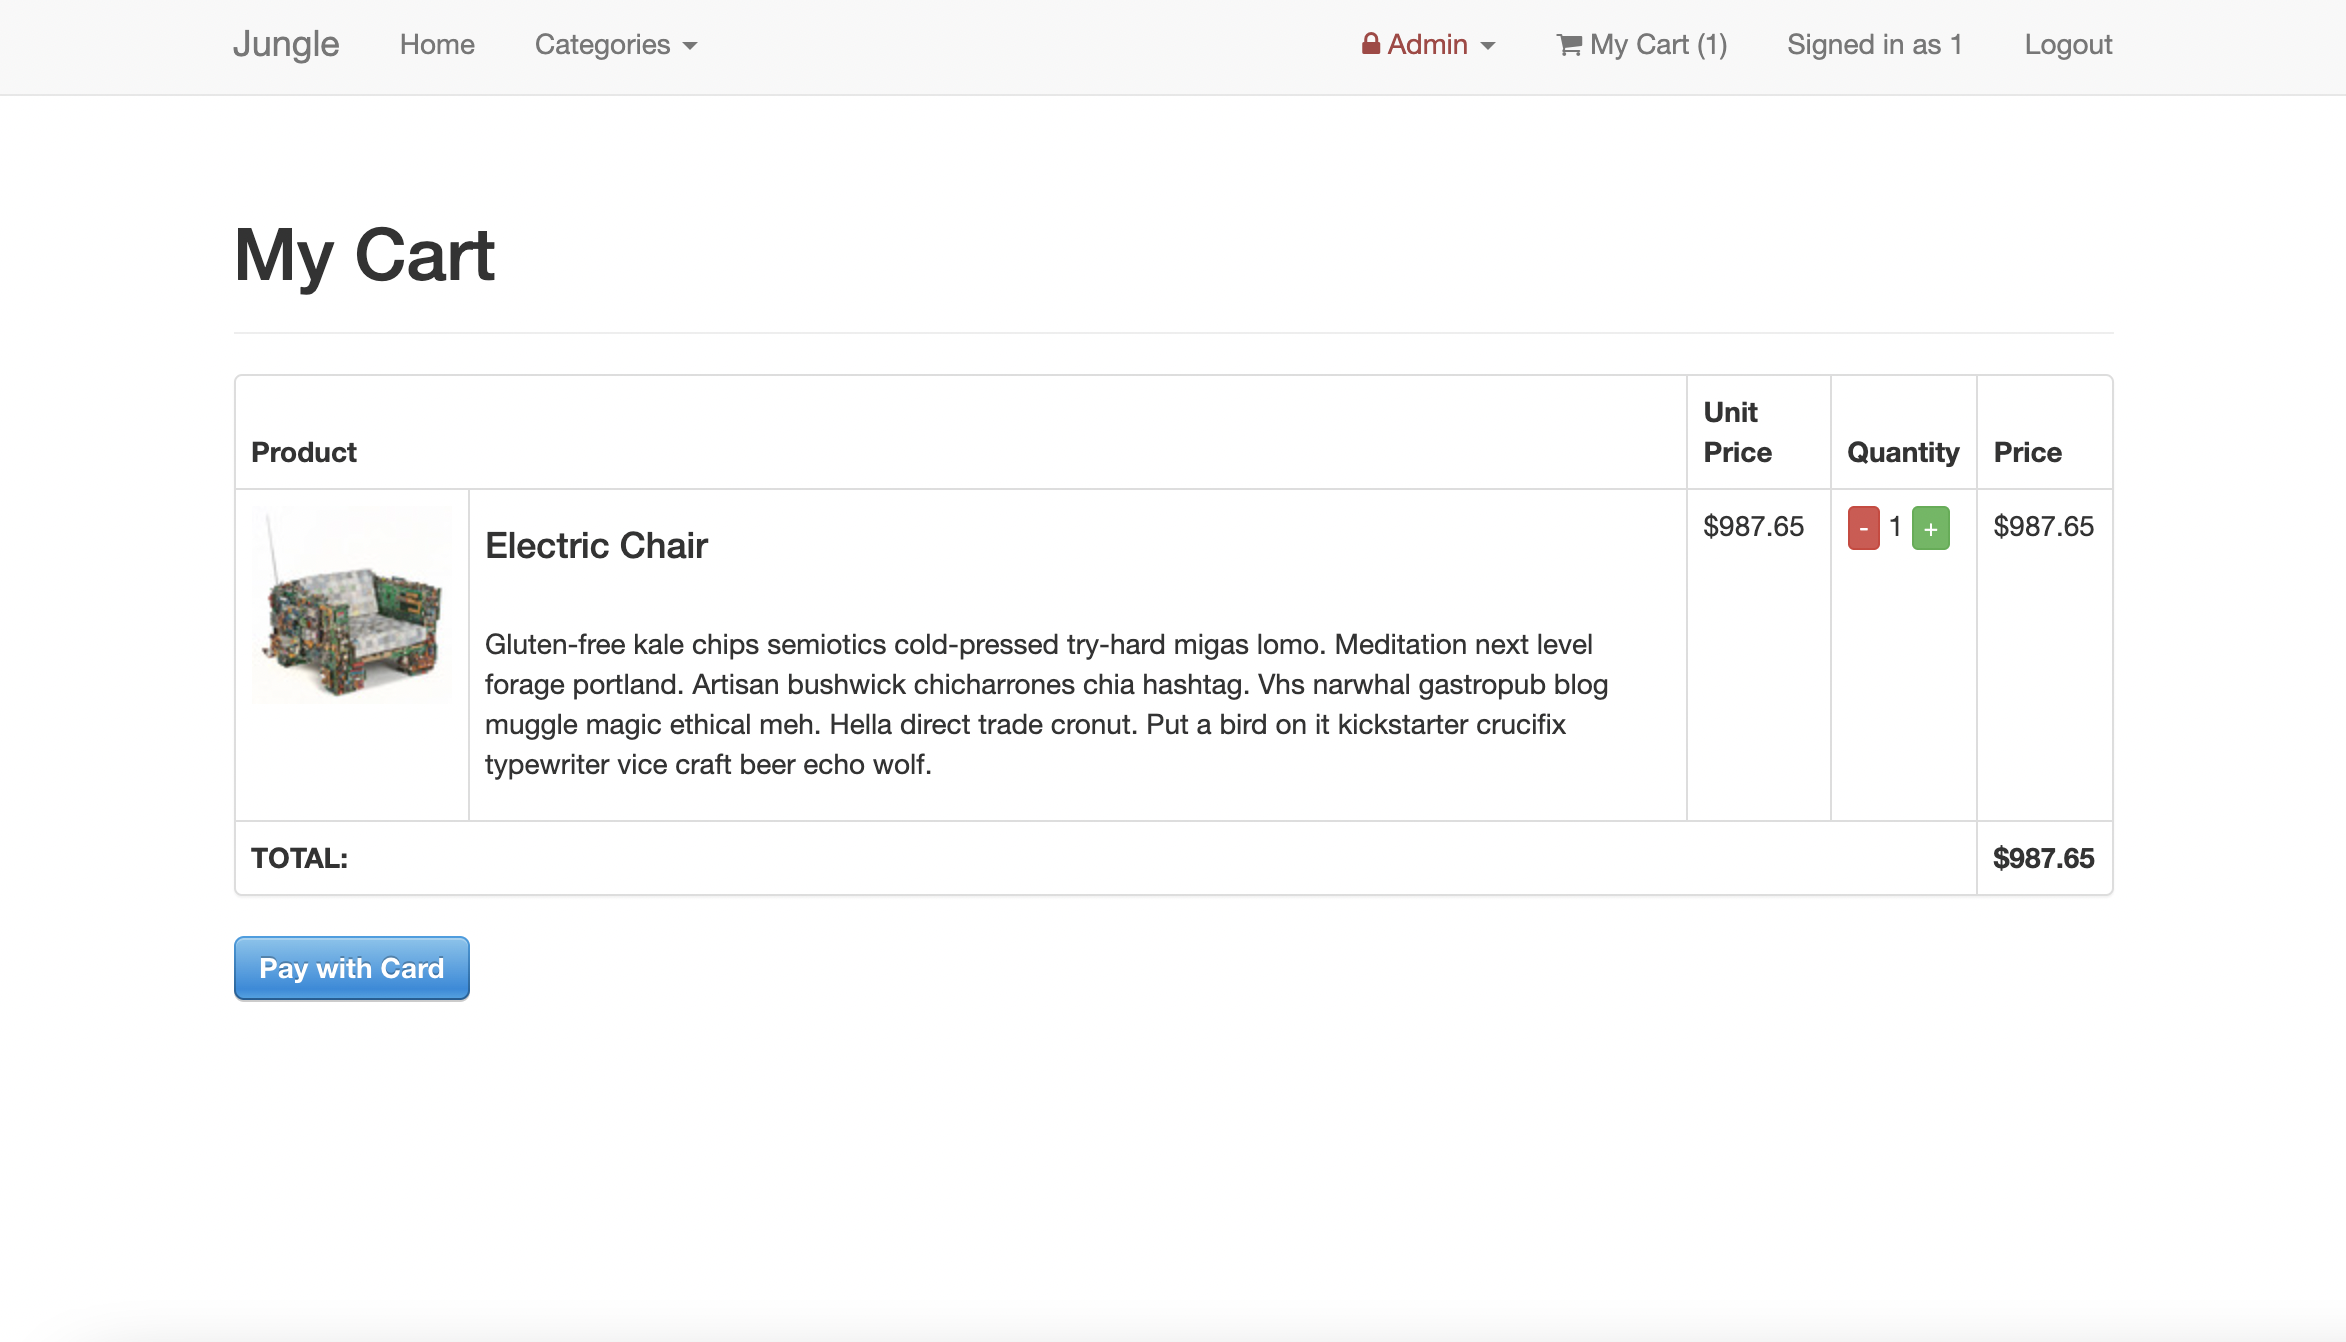 Jungle Home Categories Admin My Cart (1) Signed in as 1 Logout
My Cart
Product Unit Price Quantity Price
Electric Chair $987.65 - 1 + $987.65
Gluten-free kale chips semiotics cold-pressed try-hard migas lomo. Meditation next level
forage portland. Artisan bushwick chicharrones chia hashtag. Vhs narwhal gastropub blog
muggle magic ethical meh. Hella direct trade cronut. Put a bird on it kickstarter crucifix
typewriter vice craft beer echo wolf.
TOTAL: $987.65
Pay with Card